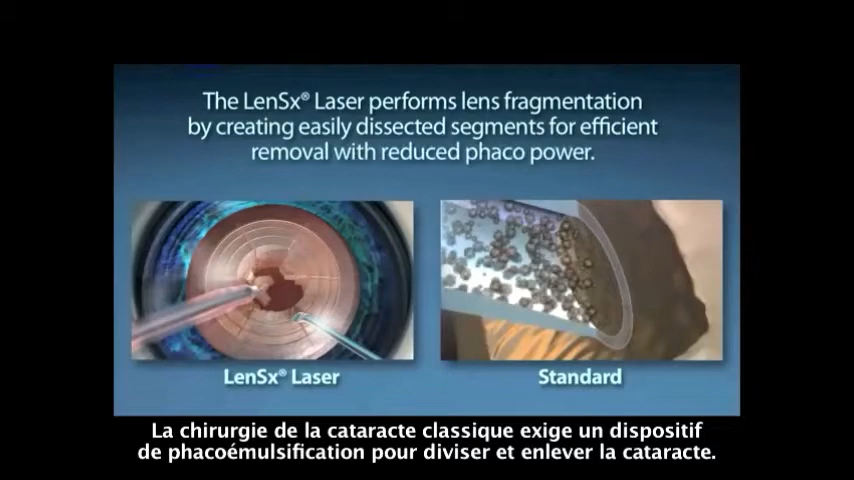 The LenSx® Laser performs lens fragmentation
by creating easily dissected segments for efficient
removal with reduced phaco power.
LenSx® Laser
Standard
La chirurgie de la cataracte classique exige un dispositif
de phacoémulsification pour diviser et enlever la cataracte.